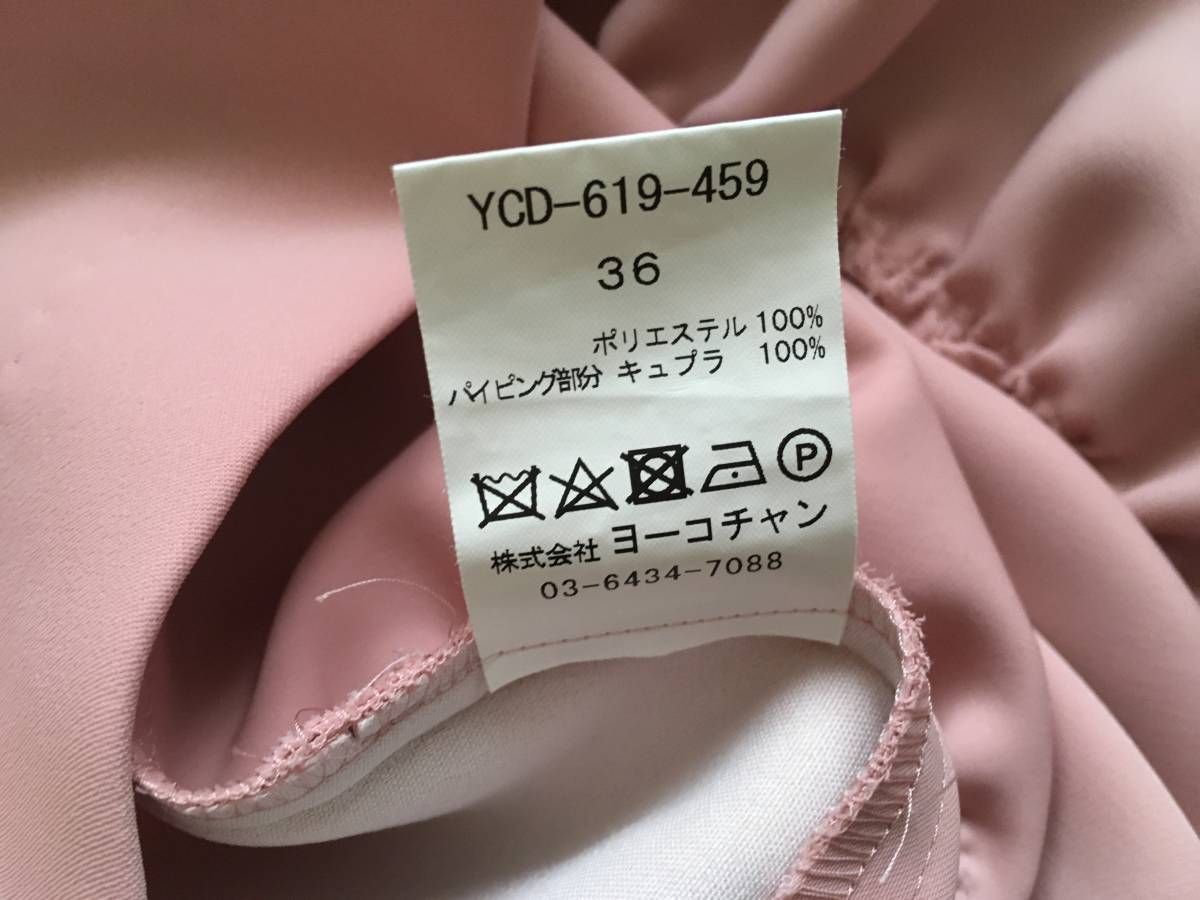 YCD-619-459
36
ポリエステル 100%
パイピング部分 キュプラ 100%
P
株式会社 ヨーコチャン
03-6434-7088